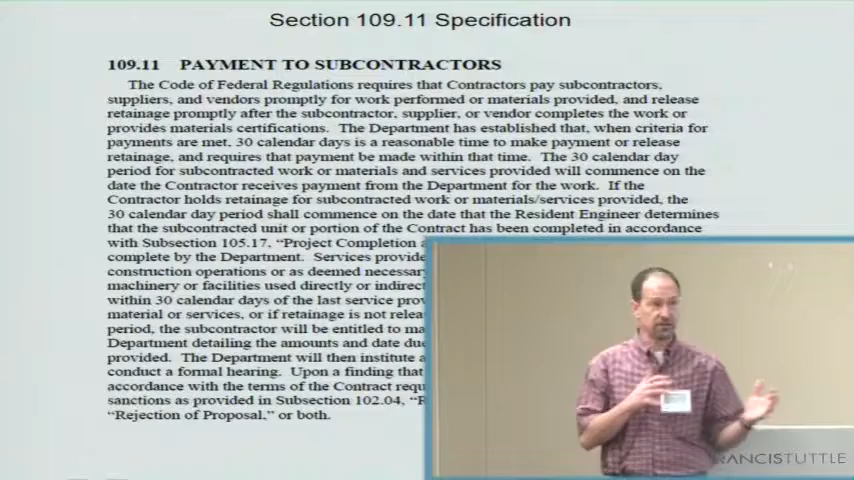 Section 109.11 Specification
109.11 PAYMENT TO SUBCONTRACTORS
The Code of Federal Regulations requires that Contractors pay subcontractors,
suppliers, and vendors promptly for work performed or materials provided, and release
retainage promptly after the subcontractor, supplier, or vendor completes the work or
provides materials certifications. The Department has established that, when criteria for
payments are met, 30 calendar days is a reasonable time to make payment or release
retainage, and requires that payment be made within that time. The 30 calendar day
period for subcontracted work or materials and services provided will commence on the
date the Contractor receives payment from the Department for the work. If the
Contractor holds retainage for subcontracted work or materials/services provided, the
30 calendar day period shall commence on the date that the Resident Engineer determines
that the subcontracted unit or portion of the Contract has been completed in accordance
with Subsection 105.17, “Project Completion
complete by the Department. Services provide
construction operations or as deemed necessary
machinery or facilities used directly or indirect
within 30 calendar days of the last service prov
material or services, or if retainage is not relea
period, the subcontractor will be entitled to ma
Department detailing the amounts and date due
provided. The Department will then institute a
conduct a formal hearing. Upon a finding that
accordance with the terms of the Contract requ
sanctions as provided in Subsection 102.04, “
“Rejection of Proposal,” or both.
RANCISTUTTLE